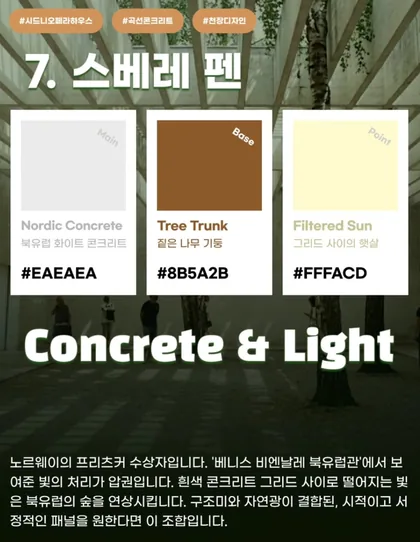 #시드니오페라하우스 #곡선콘크리트 #천장디자인
7. 스베레 펜
Main Base Point
Nordic Concrete Tree Trunk Filtered Sun
북유럽 화이트 콘크리트 짙은 나무 기둥 그리드 사이의 햇살
#EAEAEA #8B5A2B #FFFACD
Concrete & Light
노르웨이의 프리츠커 수상자입니다. '베니스 비엔날레 북유럽관'에서 보
여준 빛의 처리가 압권입니다. 흰색 콘크리트 그리드 사이로 떨어지는 빛
은 북유럽의 숲을 연상시킵니다. 구조미와 자연광이 결합된, 시적이고 서
정적인 패널을 원한다면 이 조합입니다.